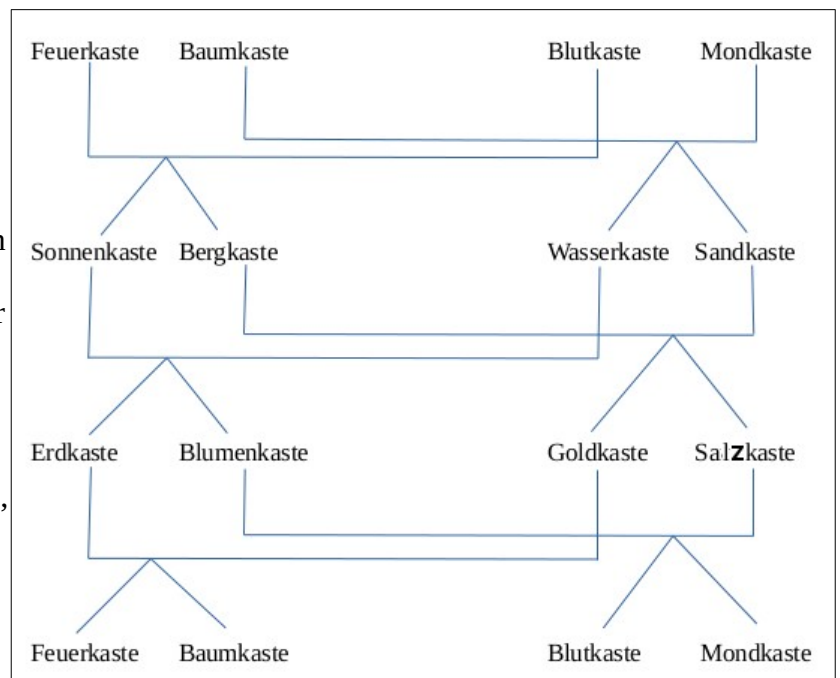 Feuerkaste Baumkaste Blutkaste Mondkaste
n
Sonnenkaste Bergkaste Wasserkaste Sandkaste
r
Erdkaste Blumenkaste Goldkaste Salzkaste
,
Feuerkaste Baumkaste Blutkaste Mondkaste